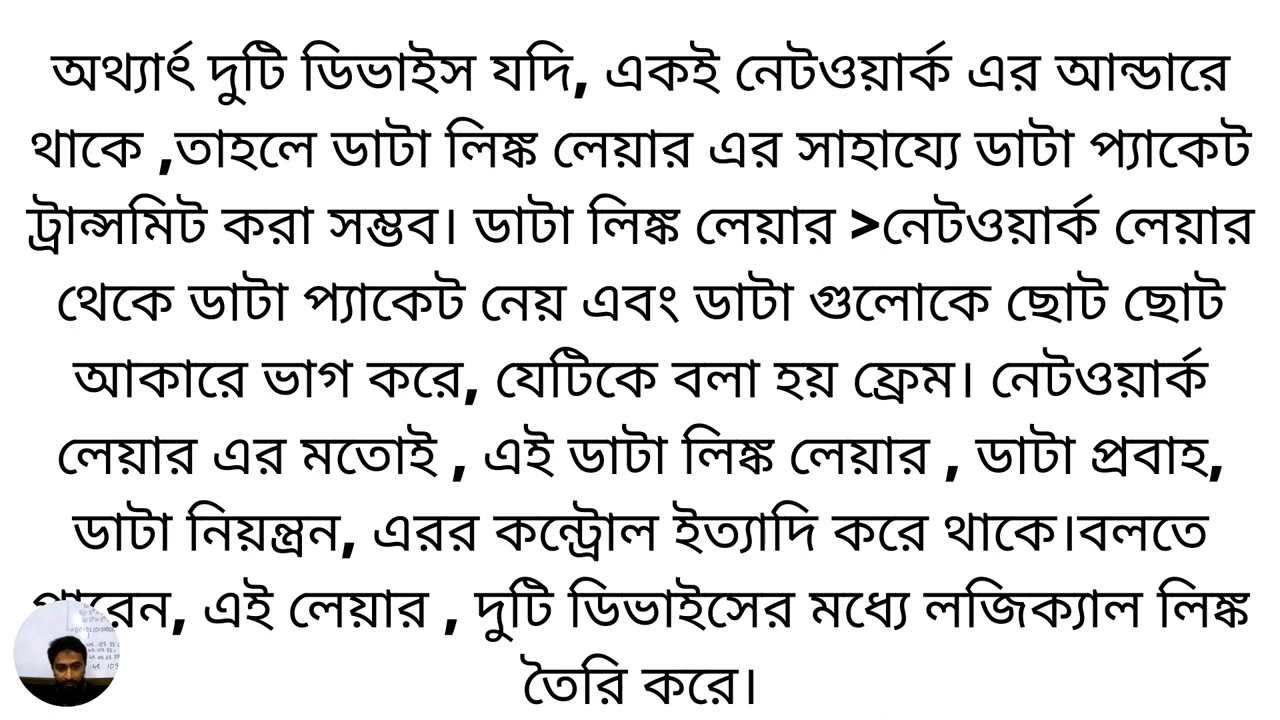 অথ্যার্ৎ দুটি ডিভাইস যদি, একই নেটওয়ার্ক এর আন্ডারে
থাকে ,তাহলে ডাটা লিঙ্ক লেয়ার এর সাহায্যে ডাটা প্যাকেট
ট্রান্সমিট করা সম্ভব। ডাটা লিঙ্ক লেয়ার >নেটওয়ার্ক লেয়ার
থেকে ডাটা প্যাকেট নেয় এবং ডাটা গুলোকে ছোট ছোট
আকারে ভাগ করে, যেটিকে বলা হয় ফ্রেম। নেটওয়ার্ক
লেয়ার এর মতোই , এই ডাটা লিঙ্ক লেয়ার , ডাটা প্রবাহ,
ডাটা নিয়ন্ত্রন, এরর কন্ট্রোল ইত্যাদি করে থাকে।বলতে
পারেন, এই লেয়ার , দুটি ডিভাইসের মধ্যে লজিক্যাল লিঙ্ক
তৈরি করে।